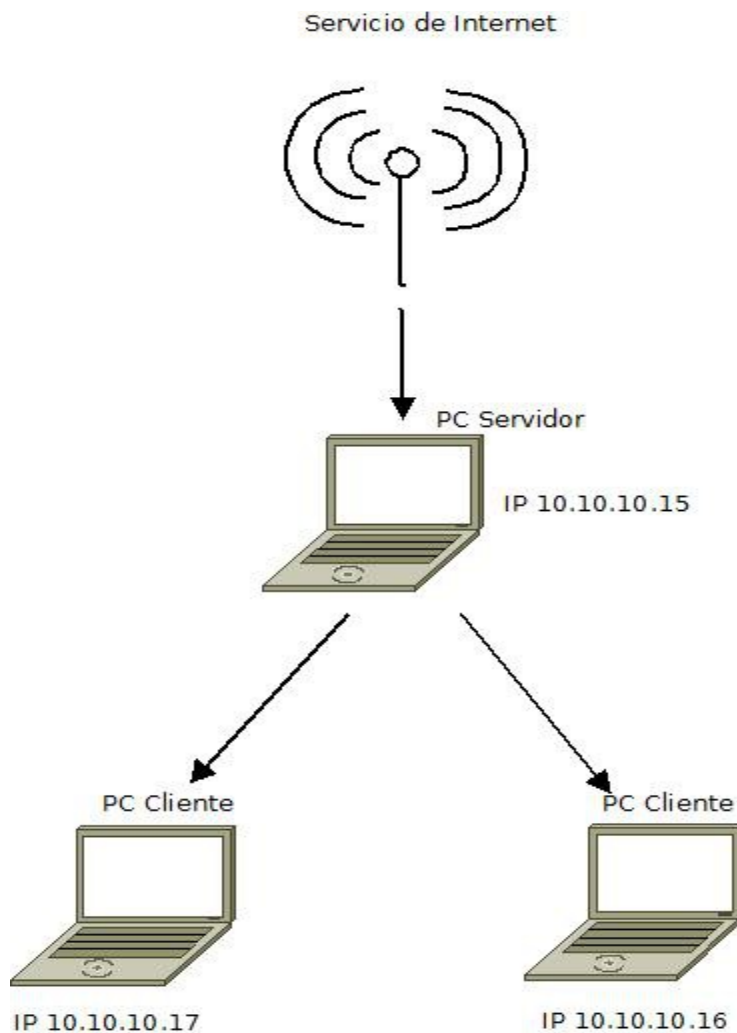 Servicio de Internet
PC Servidor
IP 10.10.10.15
PC Cliente
PC Cliente
IP 10.10.10.17
IP 10.10.10.16